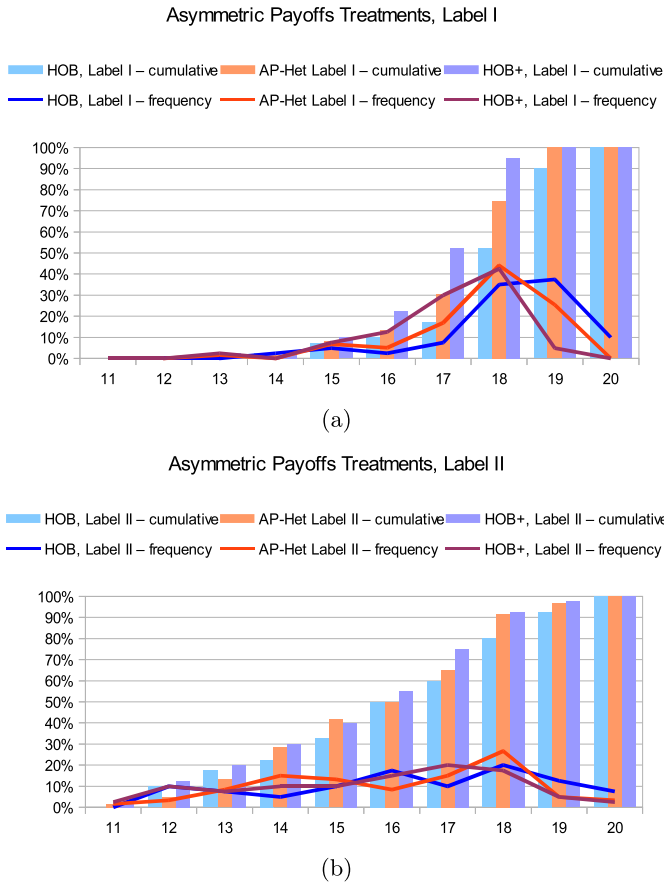 Asymmetric Payoffs Treatments, Label I
HOB, Label I – cumulative AP-Het Label I – cumulative HOB+, Label I – cumulative
HOB, Label I – frequency AP-Het Label I – frequency HOB+, Label I – frequency
100%
90%
80%
70%
60%
50%
40%
30%
20%
10%
0%
11 12 13 14 15 16 17 18 19 20
(a)
Asymmetric Payoffs Treatments, Label II
HOB, Label II – cumulative AP-Het Label II – cumulative HOB+, Label II – cumulative
HOB, Label II – frequency AP-Het Label II – frequency HOB+, Label II – frequency
100%
90%
80%
70%
60%
50%
40%
30%
20%
10%
0%
11 12 13 14 15 16 17 18 19 20
(b)